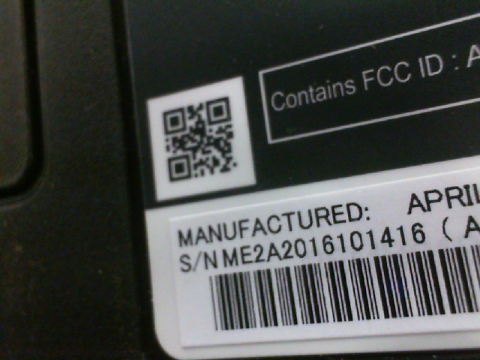 Contains FCC ID : A
MANUFACTURED: APRIL
S/N ME2A2016101416 ( A